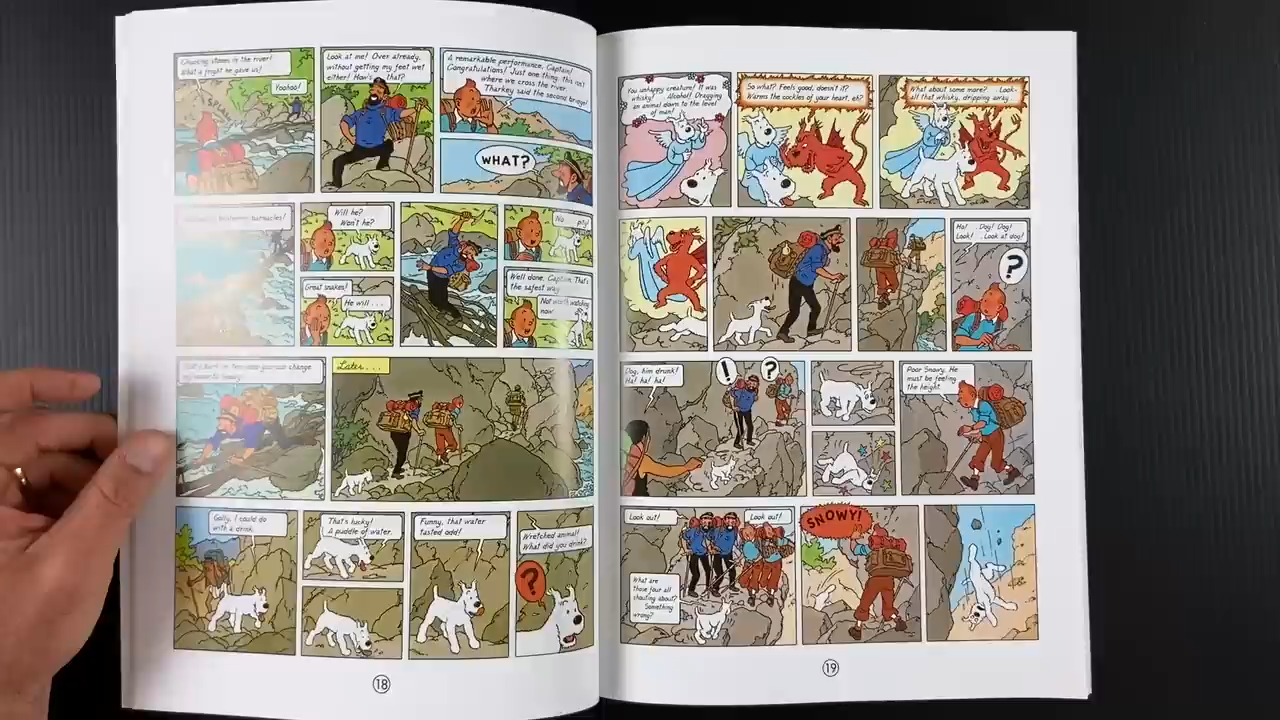 stones in the river!
What a fright he gave us!
Yoohoo!
Look at me! Over already,
without getting my feet wet
either! How's that?
A remarkable performance, Captain!
Congratulations! Just one thing: this isn't
where we cross the river.
Tharkey said the second bridge!
WHAT?
Will he?
Won't he?
Great snakes!
He will . . .
No
pity!
Well done, Captain. That's
the safest way.
Not worth watching
now.
Later . . .
Golly, I could do
with a drink.
That's lucky!
A puddle of water.
Funny, that water
tasted odd!
Wretched animal!
What did you drink?
?
18
You unhappy creature! It was
whisky! Alcohol! Dragging
an animal down to the level
of man!
So what? Feels good, doesn't it?
Warms the cockles of your heart, eh?
What about some more? . . Look . .
all that whisky, dripping away . .
Ha! . . Dog! Dog!
Look! . . Look at dog!
?
Dog, him drunk!
Ha! ha! ha!
!
?
Poor Snowy. He
must be feeling
the height.
Look out!
Look out!
What are
those four all
shouting about?
Something
wrong?
SNOWY!
19